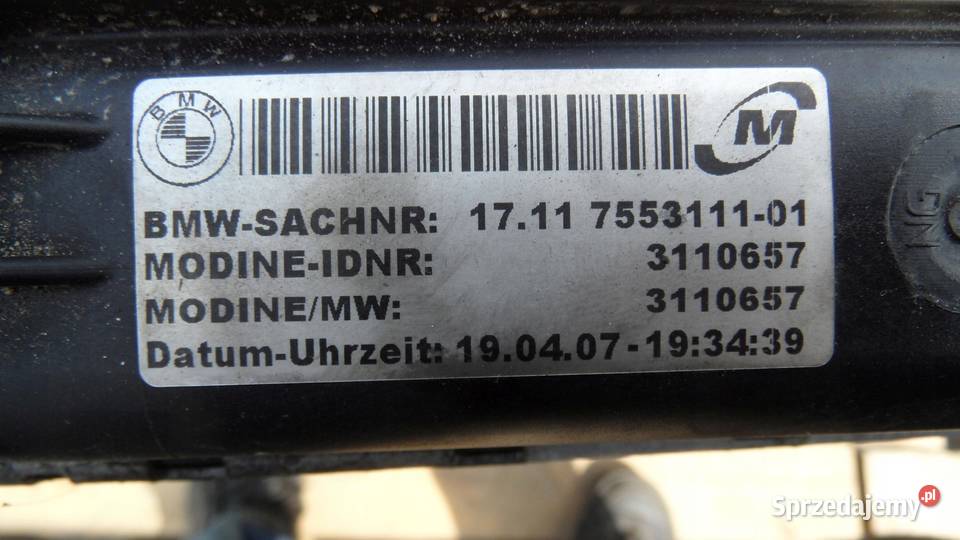 BMW
M
BMW-SACHNR: 17.11 7553111-01
MODINE-IDNR: 3110657
MODINE/MW: 3110657
Datum-Uhrzeit: 19.04.07-19:34:39
Sprzedajemy.pl